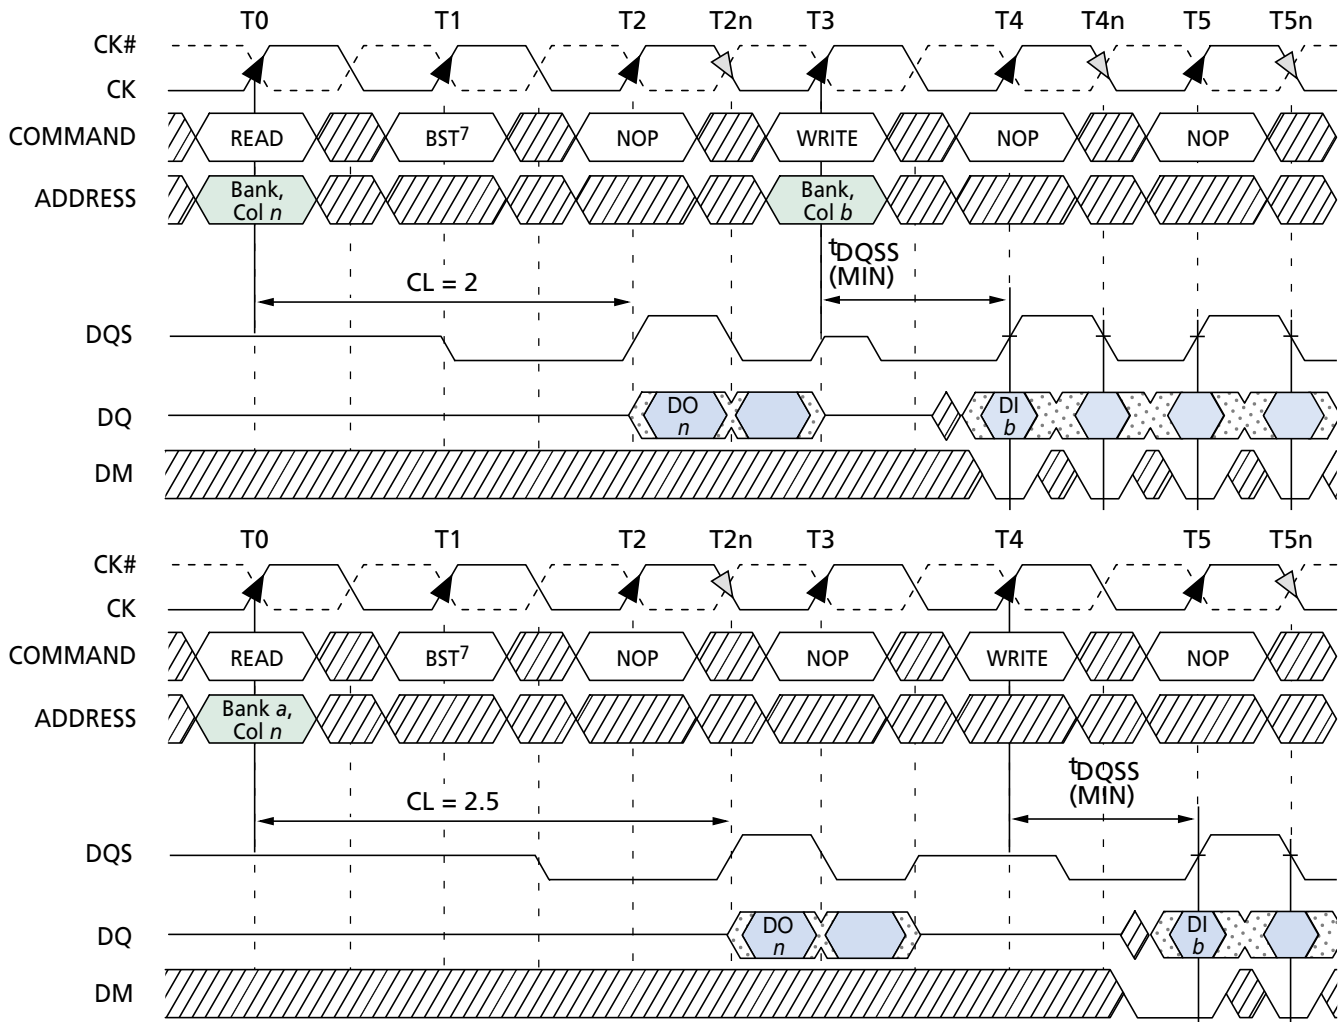 T0 T1 T2 T2n T3 T4 T4n T5 T5n
CK#
CK
COMMAND READ BST7 NOP WRITE NOP NOP
ADDRESS Bank, Col n Bank, Col b
tDQSS
(MIN)
CL = 2
DQS
DQ DO n DI b
DM
T0 T1 T2 T2n T3 T4 T5 T5n
CK#
CK
COMMAND READ BST7 NOP NOP WRITE NOP
ADDRESS Bank a, Col n
tDQSS
(MIN)
CL = 2.5
DQS
DQ DO n DI b
DM